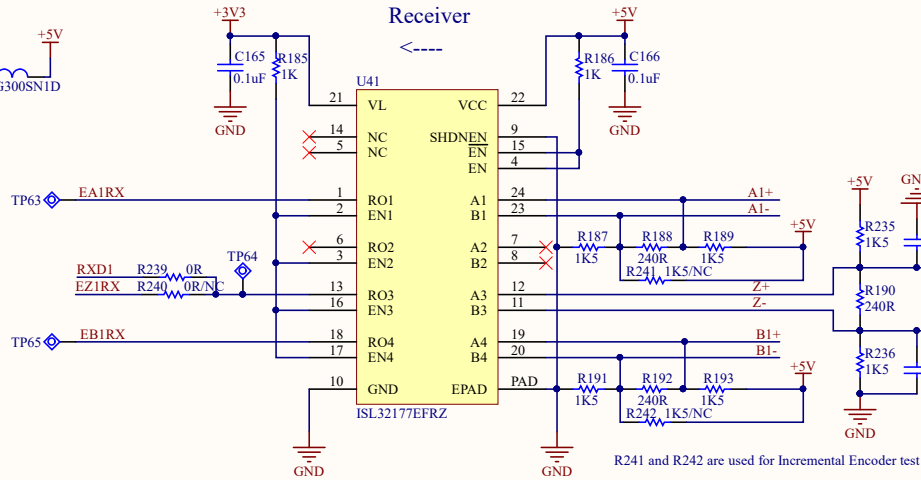 Receiver
<----
+5V
G300SN1D
+3V3
C165
0.1uF
GND
R185
1K
+5V
R186
1K
C166
0.1uF
GND
U41
21 VL VCC 22
14 NC SHDNEN 9
5 NC EN 15
EN 4
TP63 EA1RX 1 RO1 A1 24 A1+
2 EN1 B1 23 A1-
6 RO2 A2 7
3 EN2 B2 8
R187
1K5
R188
240R
R189
1K5
+5V
R241 1K5/NC
TP64
RXD1 R239 0R
EZ1RX R240 0R/NC
13 RO3 A3 12 Z+
16 EN3 B3 11 Z-
TP65 EB1RX 18 RO4 A4 19 B1+
17 EN4 B4 20 B1-
10 GND EPAD PAD
R191
1K5
R192
240R
R193
1K5
+5V
R242 1K5/NC
ISL32177EFRZ
GND
GND
+5V
GN
R235
1K5
R190
240R
R236
1K5
GND
R241 and R242 are used for Incremental Encoder test